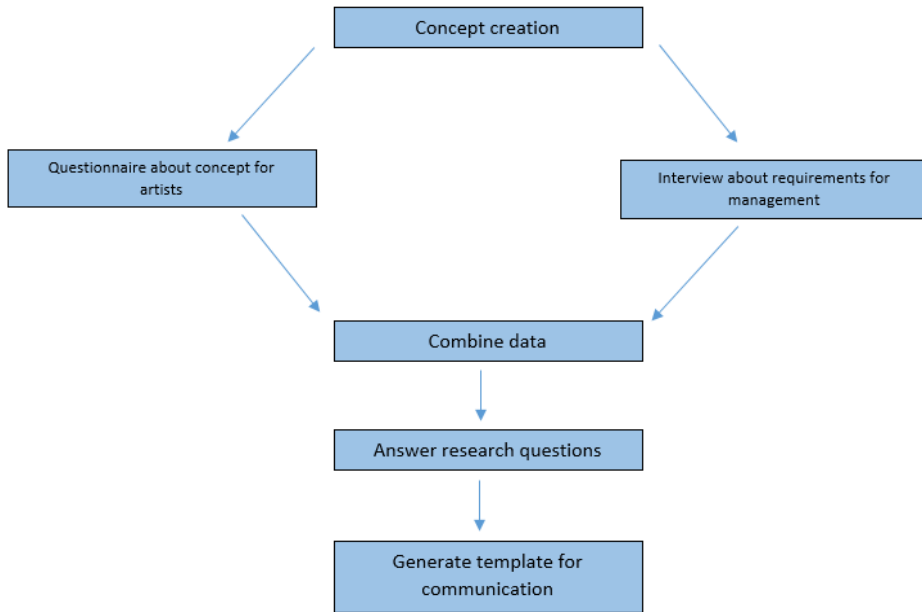 Concept creation
Questionnaire about concept for
artists
Interview about requirements for
management
Combine data
Answer research questions
Generate template for
communication